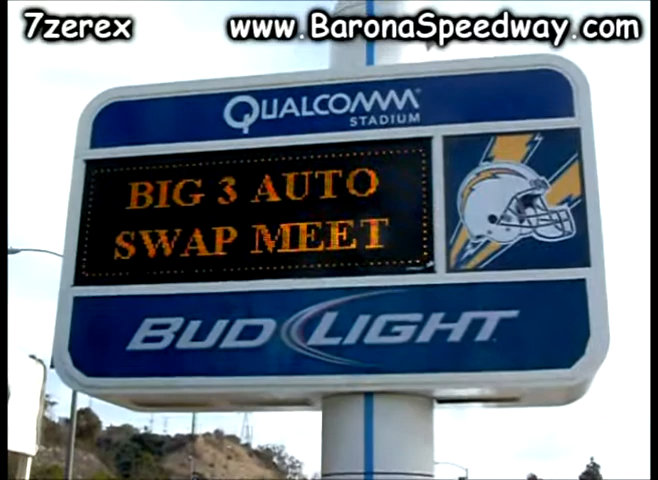 7zerex www.BaronaSpeedway.com
QUALCOMM
STADIUM
BIG 3 AUTO
SWAP MEET
BUD LIGHT